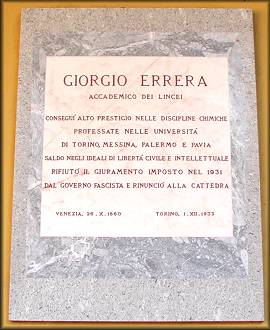 GIORGIO ERRERA
ACCADEMICO DEI LINCEI
CONSEGUÌ ALTO PRESTIGIO NELLE DISCIPLINE CHIMICHE
PROFESSATE NELLE UNIVERSITÀ
DI TORINO, MESSINA, PALERMO E PAVIA
SALDO NEGLI IDEALI DI LIBERTÀ CIVILE E INTELLETTUALE
RIFIUTÒ IL GIURAMENTO IMPOSTO NEL 1931
DAL GOVERNO FASCISTA E RINUNCIÒ ALLA CATTEDRA
VENEZIA, 26.X.1860 TORINO, 1.XII.1933